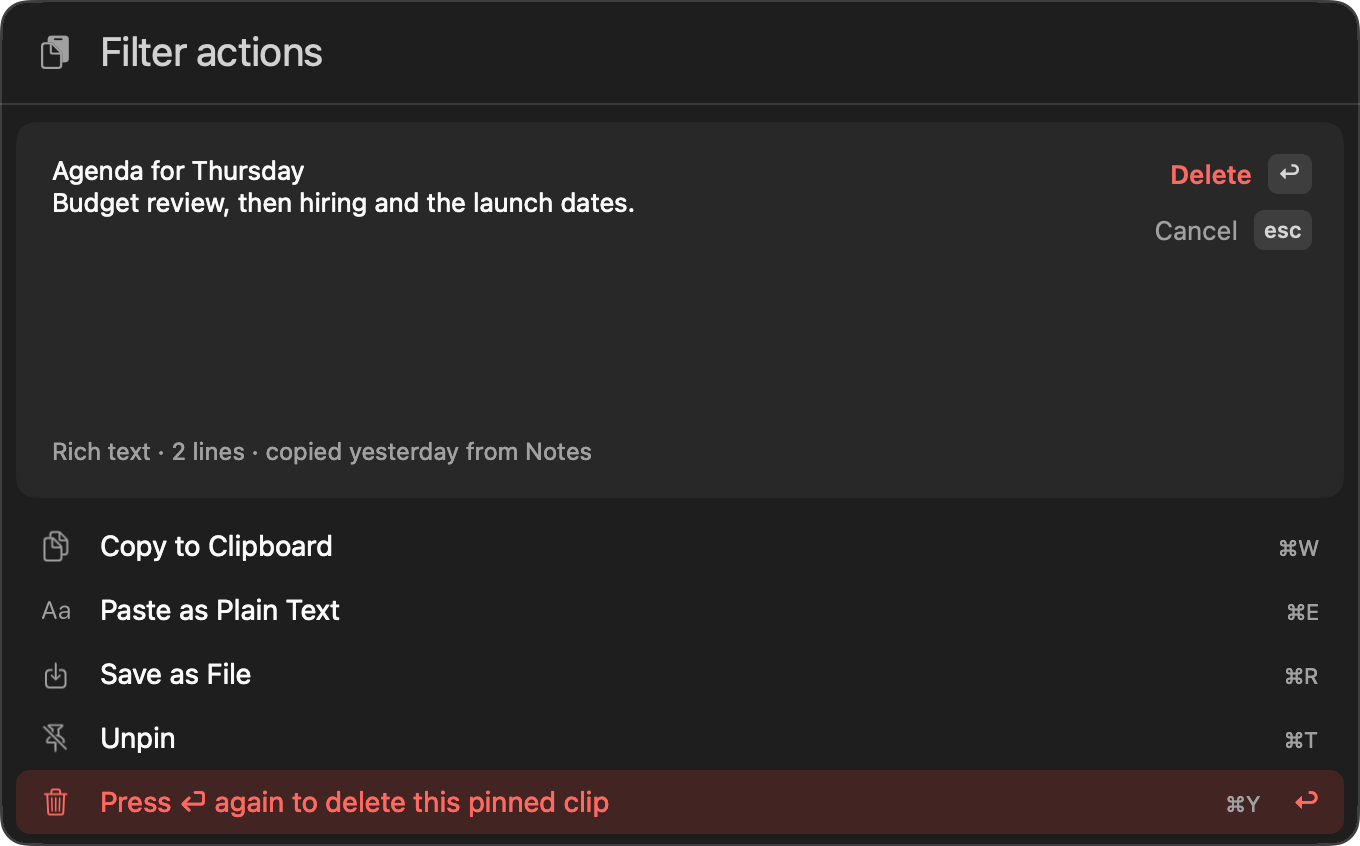 Filter actions
Agenda for Thursday
Budget review, then hiring and the launch dates.
Delete ↩
Cancel esc
Rich text · 2 lines · copied yesterday from Notes
Copy to Clipboard ⌘W
Aa Paste as Plain Text ⌘E
Save as File ⌘R
Unpin ⌘T
Press ↩ again to delete this pinned clip ⌘Y ↩